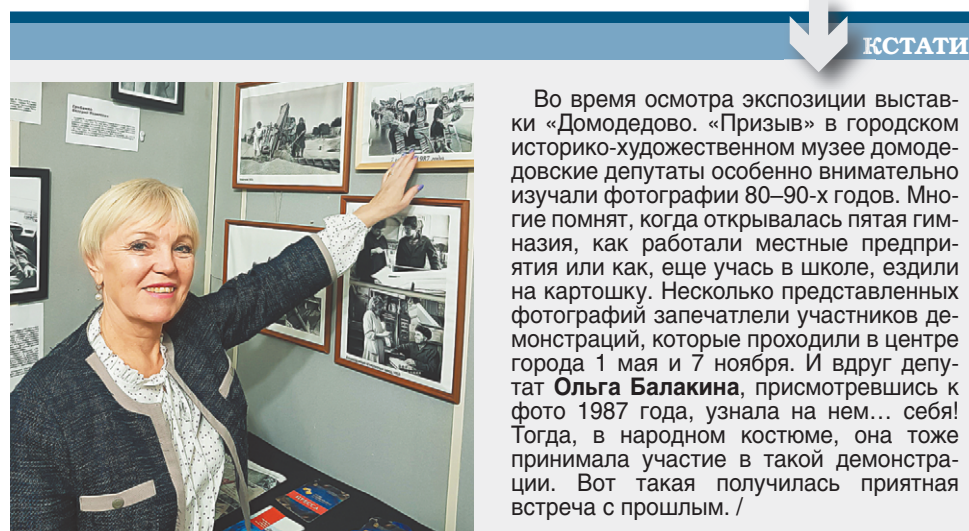 КСТАТИ
Во время осмотра экспозиции выстав-
ки «Домодедово. «Призыв» в городском
историко-художественном музее домоде-
довские депутаты особенно внимательно
изучали фотографии 80–90-х годов. Мно-
гие помнят, когда открывалась пятая гим-
назия, как работали местные предпри-
ятия или как, еще учась в школе, ездили
на картошку. Несколько представленных
фотографий запечатлели участников де-
монстраций, которые проходили в центре
города 1 мая и 7 ноября. И вдруг депу-
тат Ольга Балакина, присмотревшись к
фото 1987 года, узнала на нем… себя!
Тогда, в народном костюме, она тоже
принимала участие в такой демонстра-
ции. Вот такая получилась приятная
встреча с прошлым. /